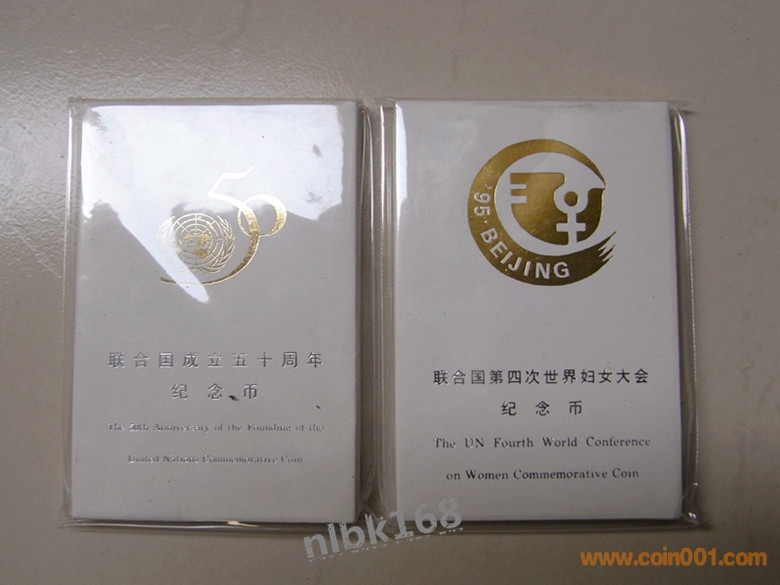 50
联合国成立五十周年
纪念币
The 50th Anniversary of the Founding of the
United Nations Commemorative Coin
'95·BEIJING
联合国第四次世界妇女大会
纪念币
The UN Fourth World Conference
on Women Commemorative Coin
nlbk168
www.coin001.com